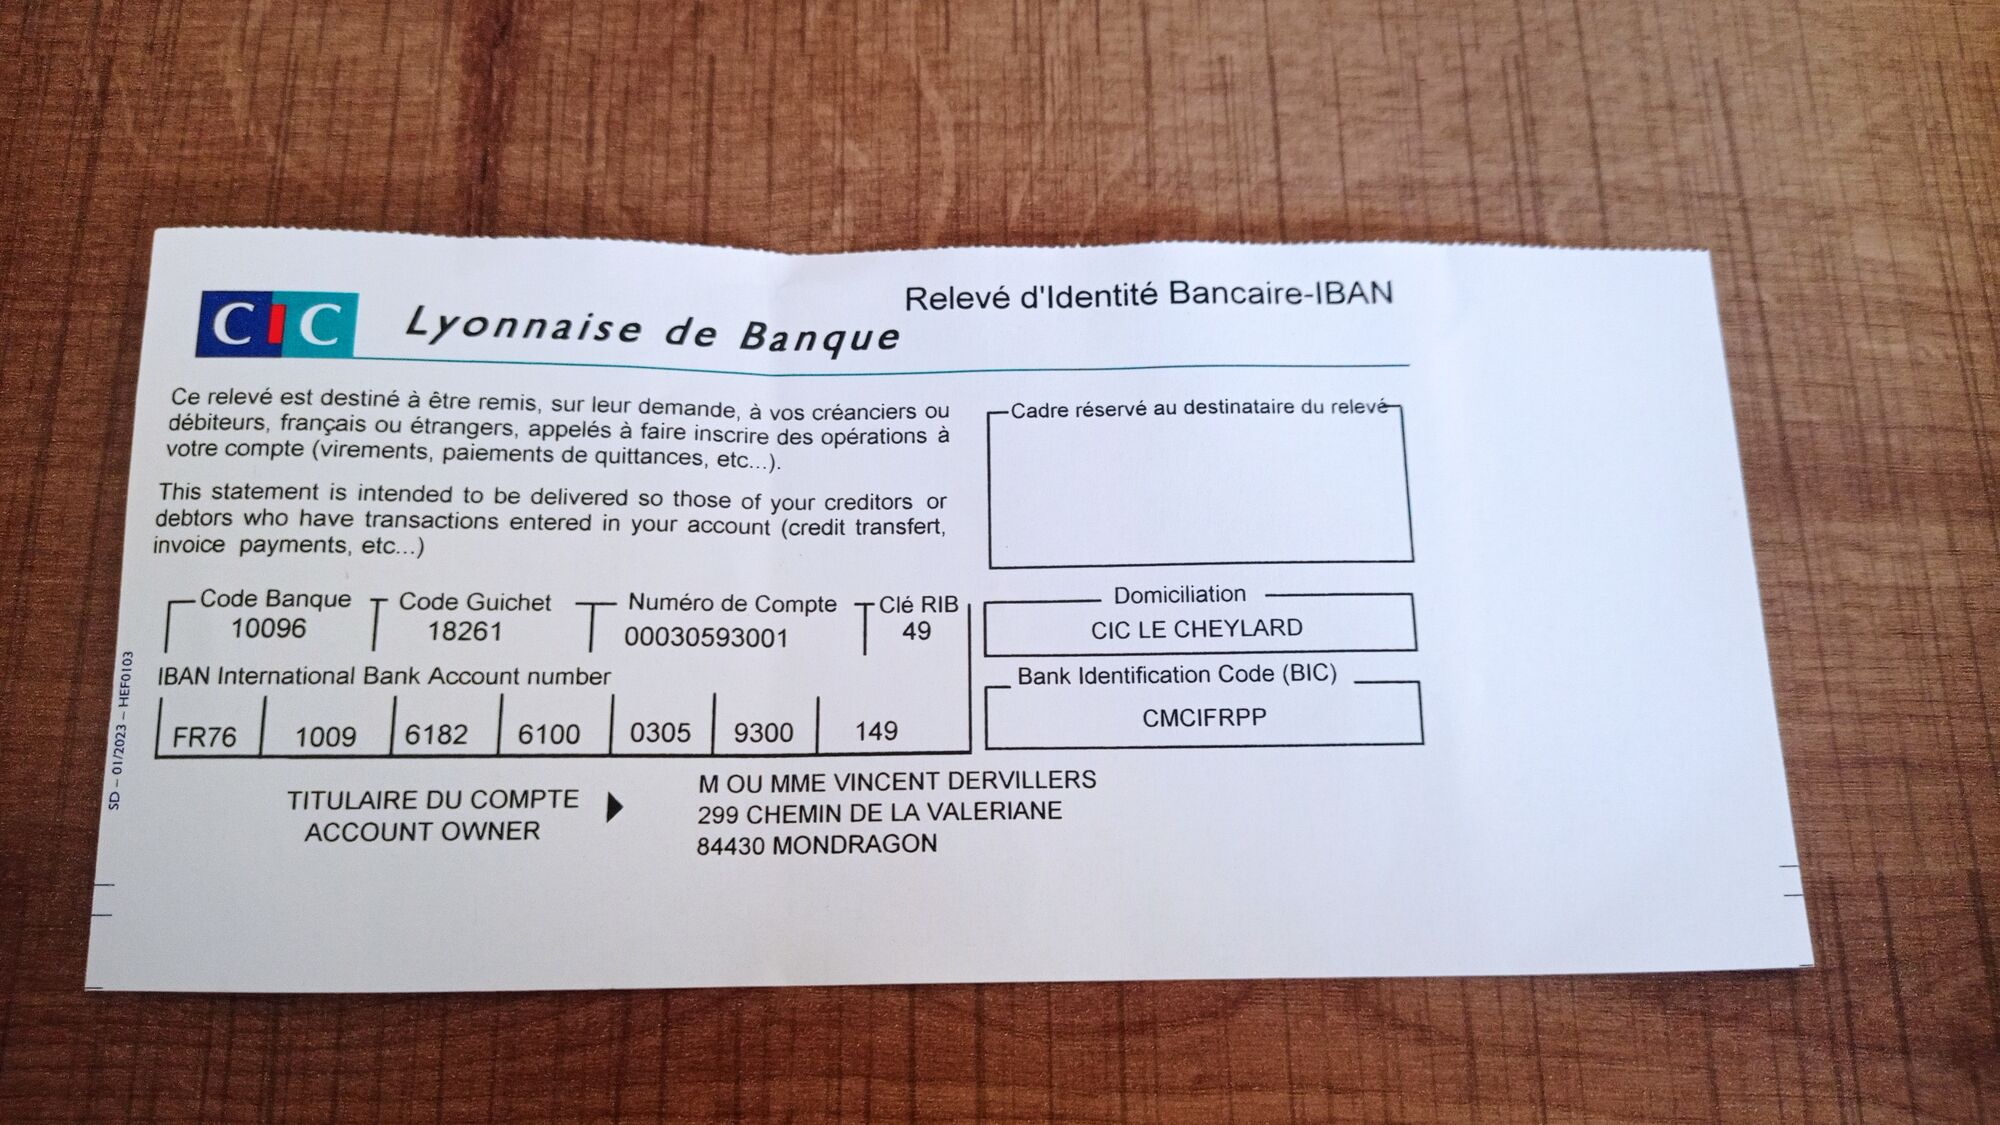 CIC Lyonnaise de Banque
Relevé d'Identité Bancaire-IBAN
Ce relevé est destiné à être remis, sur leur demande, à vos créanciers ou
débiteurs, français ou étrangers, appelés à faire inscrire des opérations à
votre compte (virements, paiements de quittances, etc...).
This statement is intended to be delivered so those of your creditors or
debtors who have transactions entered in your account (credit transfert,
invoice payments, etc...)
Cadre réservé au destinataire du relevé
Code Banque Code Guichet Numéro de Compte Clé RIB
10096 18261 00030593001 49
Domiciliation
CIC LE CHEYLARD
IBAN International Bank Account number
FR76 1009 6182 6100 0305 9300 149
Bank Identification Code (BIC)
CMCIFRPP
TITULAIRE DU COMPTE
ACCOUNT OWNER
M OU MME VINCENT DERVILLERS
299 CHEMIN DE LA VALERIANE
84430 MONDRAGON
SD – 01/2023 – HEF0103